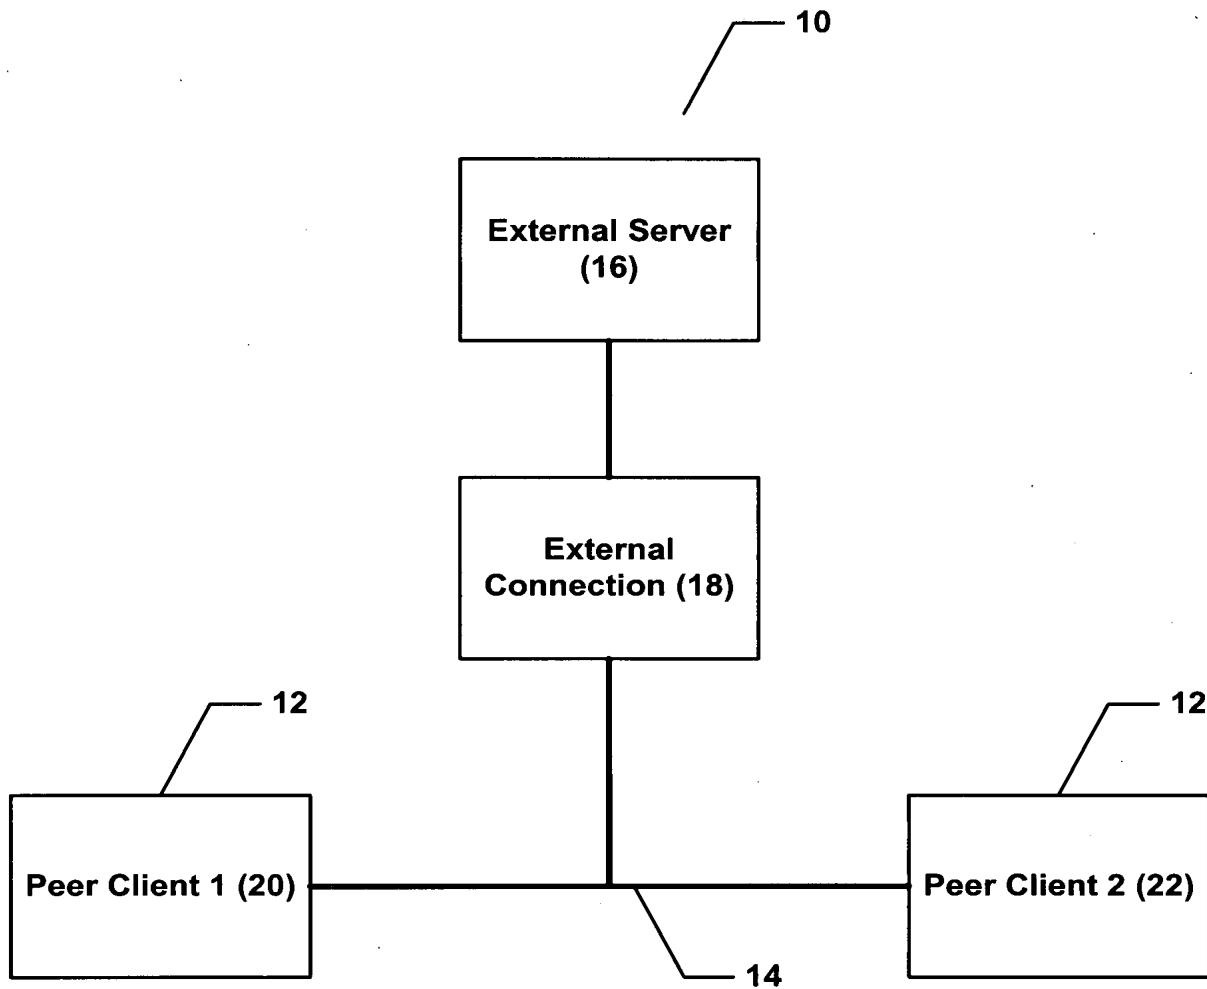 10
External Server
(16)
External
Connection (18)
12
12
Peer Client 1 (20)
Peer Client 2 (22)
14